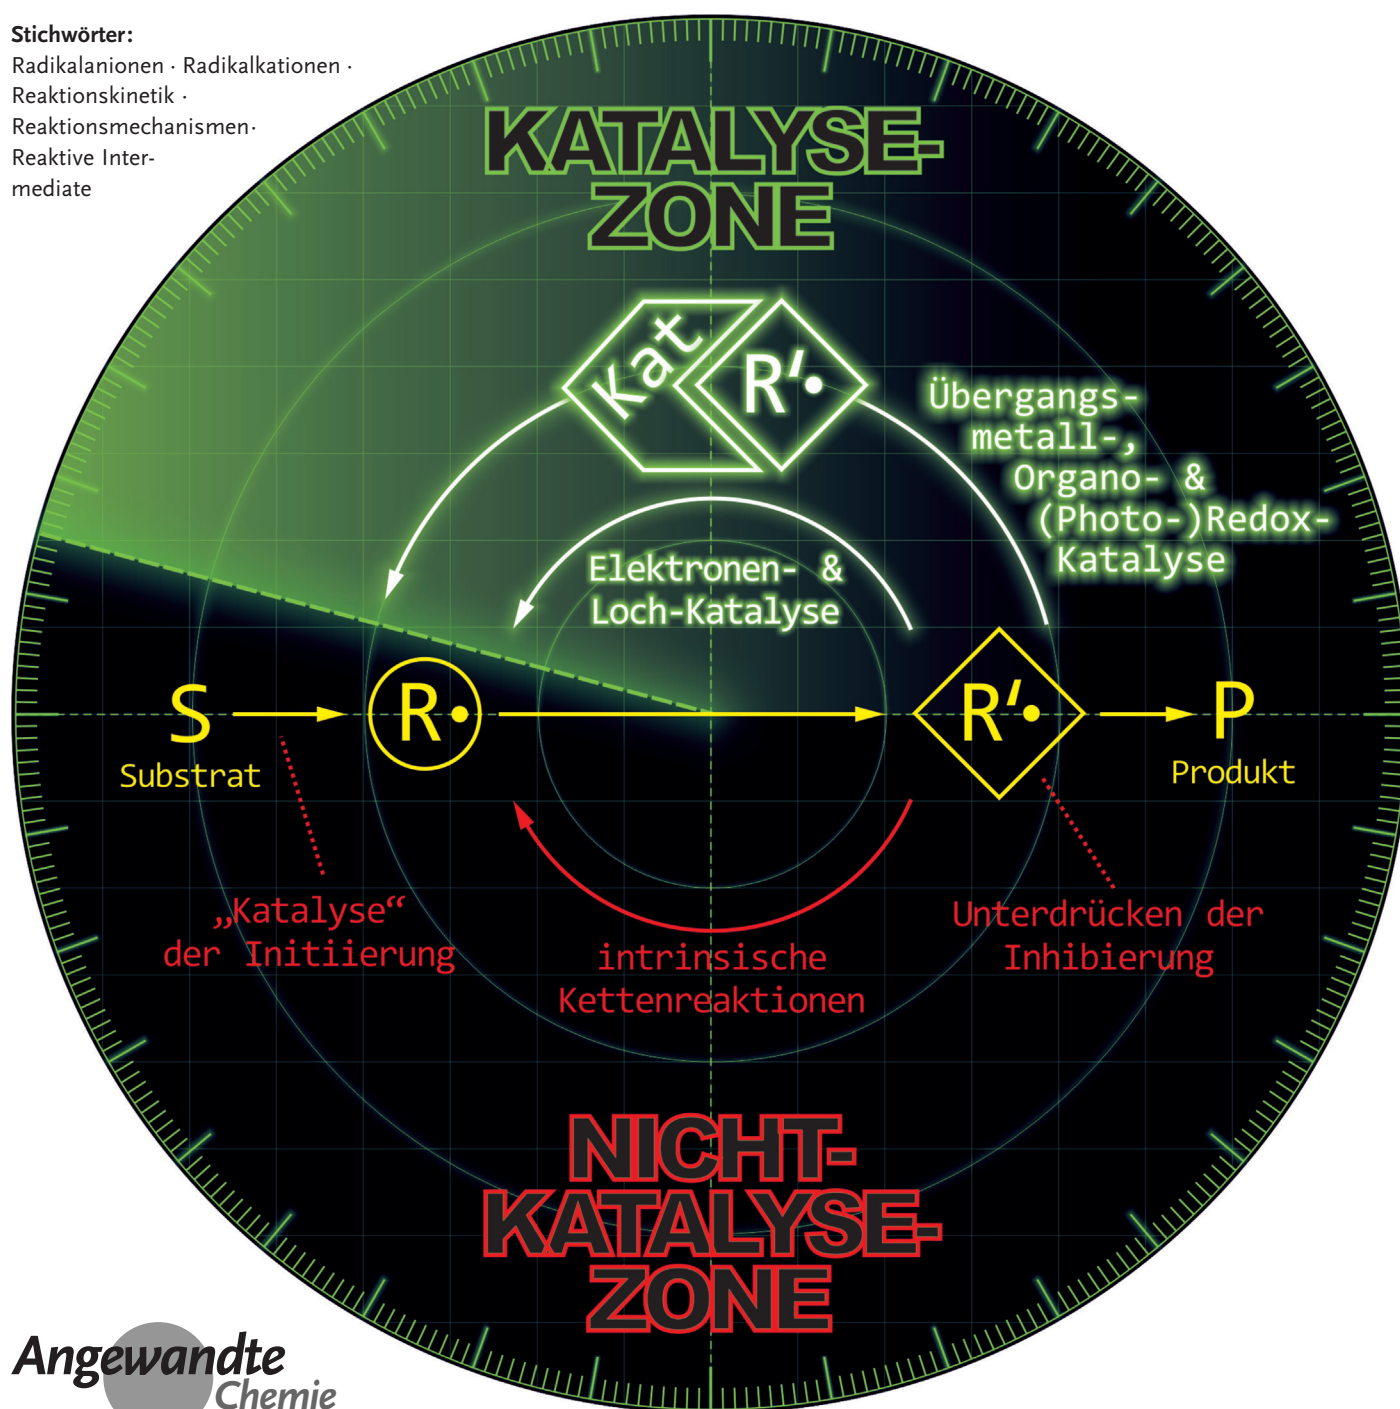 Stichwörter:
Radikalanionen · Radikalkationen ·
Reaktionskinetik ·
Reaktionsmechanismen·
Reaktive Inter-
mediate
KATALYSE-
ZONE
Kat R′•
Übergangs-
metall-,
Organo- &
(Photo-)Redox-
Katalyse
Elektronen- &
Loch-Katalyse
S R• R′• P
Substrat
Produkt
„Katalyse“
der Initiierung
intrinsische
Kettenreaktionen
Unterdrücken der
Inhibierung
NICHT-
KATALYSE-
ZONE
Angewandte
Chemie